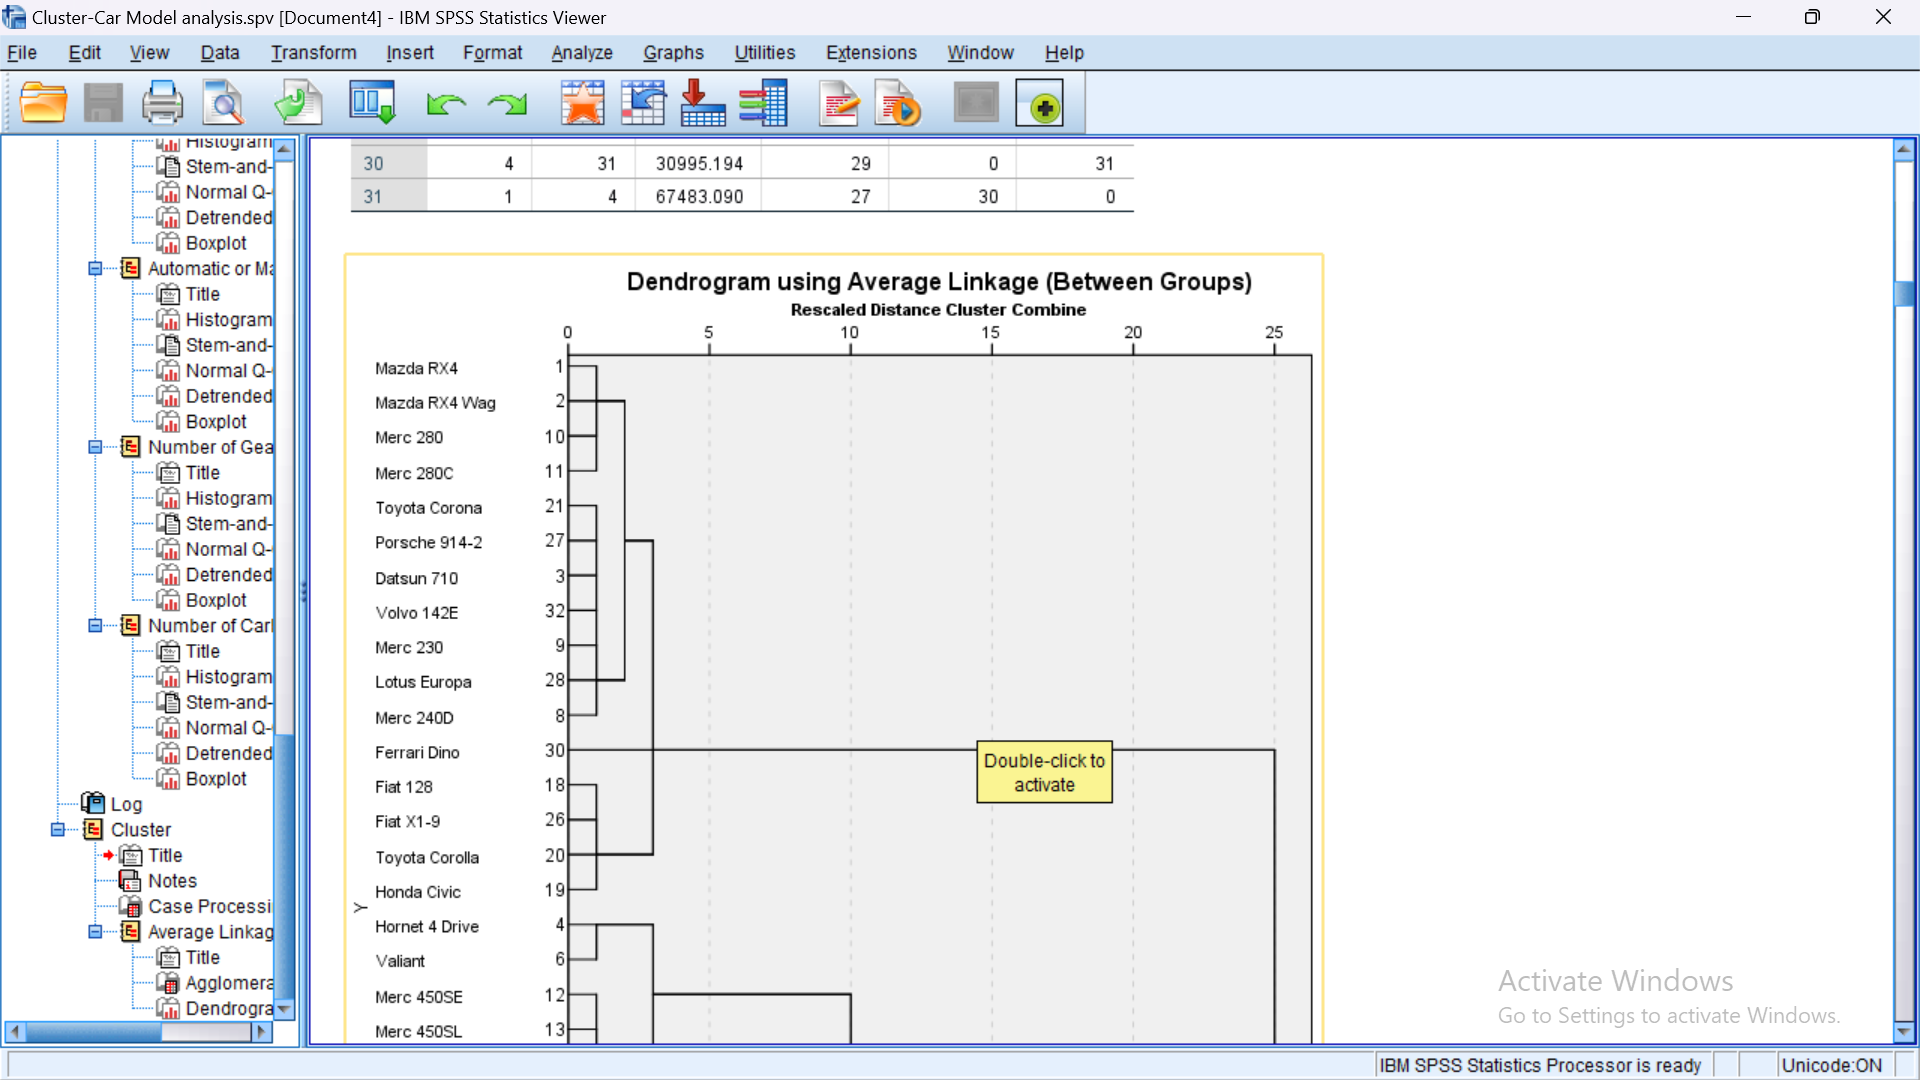 Cluster-Car Model analysis.spv [Document4] - IBM SPSS Statistics Viewer
File Edit View Data Transform Insert Format Analyze Graphs Utilities Extensions Window Help
Histogram
Stem-and-
Normal Q-
Detrended
Boxplot
Automatic or Ma
Title
Histogram
Stem-and-
Normal Q-
Detrended
Boxplot
Number of Gea
Title
Histogram
Stem-and-
Normal Q-
Detrended
Boxplot
Number of Carl
Title
Histogram
Stem-and-
Normal Q-
Detrended
Boxplot
Log
Cluster
Title
Notes
Case Processi
Average Linkag
Title
Agglomera
Dendrogra
30 4 31 30995.194 29 0 31
31 1 4 67483.090 27 30 0
Dendrogram using Average Linkage (Between Groups)
Rescaled Distance Cluster Combine
0 5 10 15 20 25
Mazda RX4 1
Mazda RX4 Wag 2
Merc 280 10
Merc 280C 11
Toyota Corona 21
Porsche 914-2 27
Datsun 710 3
Volvo 142E 32
Merc 230 9
Lotus Europa 28
Merc 240D 8
Ferrari Dino 30
Fiat 128 18
Fiat X1-9 26
Toyota Corolla 20
Honda Civic 19
Y
Hornet 4 Drive 4
Valiant 6
Merc 450SE 12
Merc 450SL 13
Double-click to
activate
Activate Windows
Go to Settings to activate Windows.
IBM SPSS Statistics Processor is ready
Unicode:ON